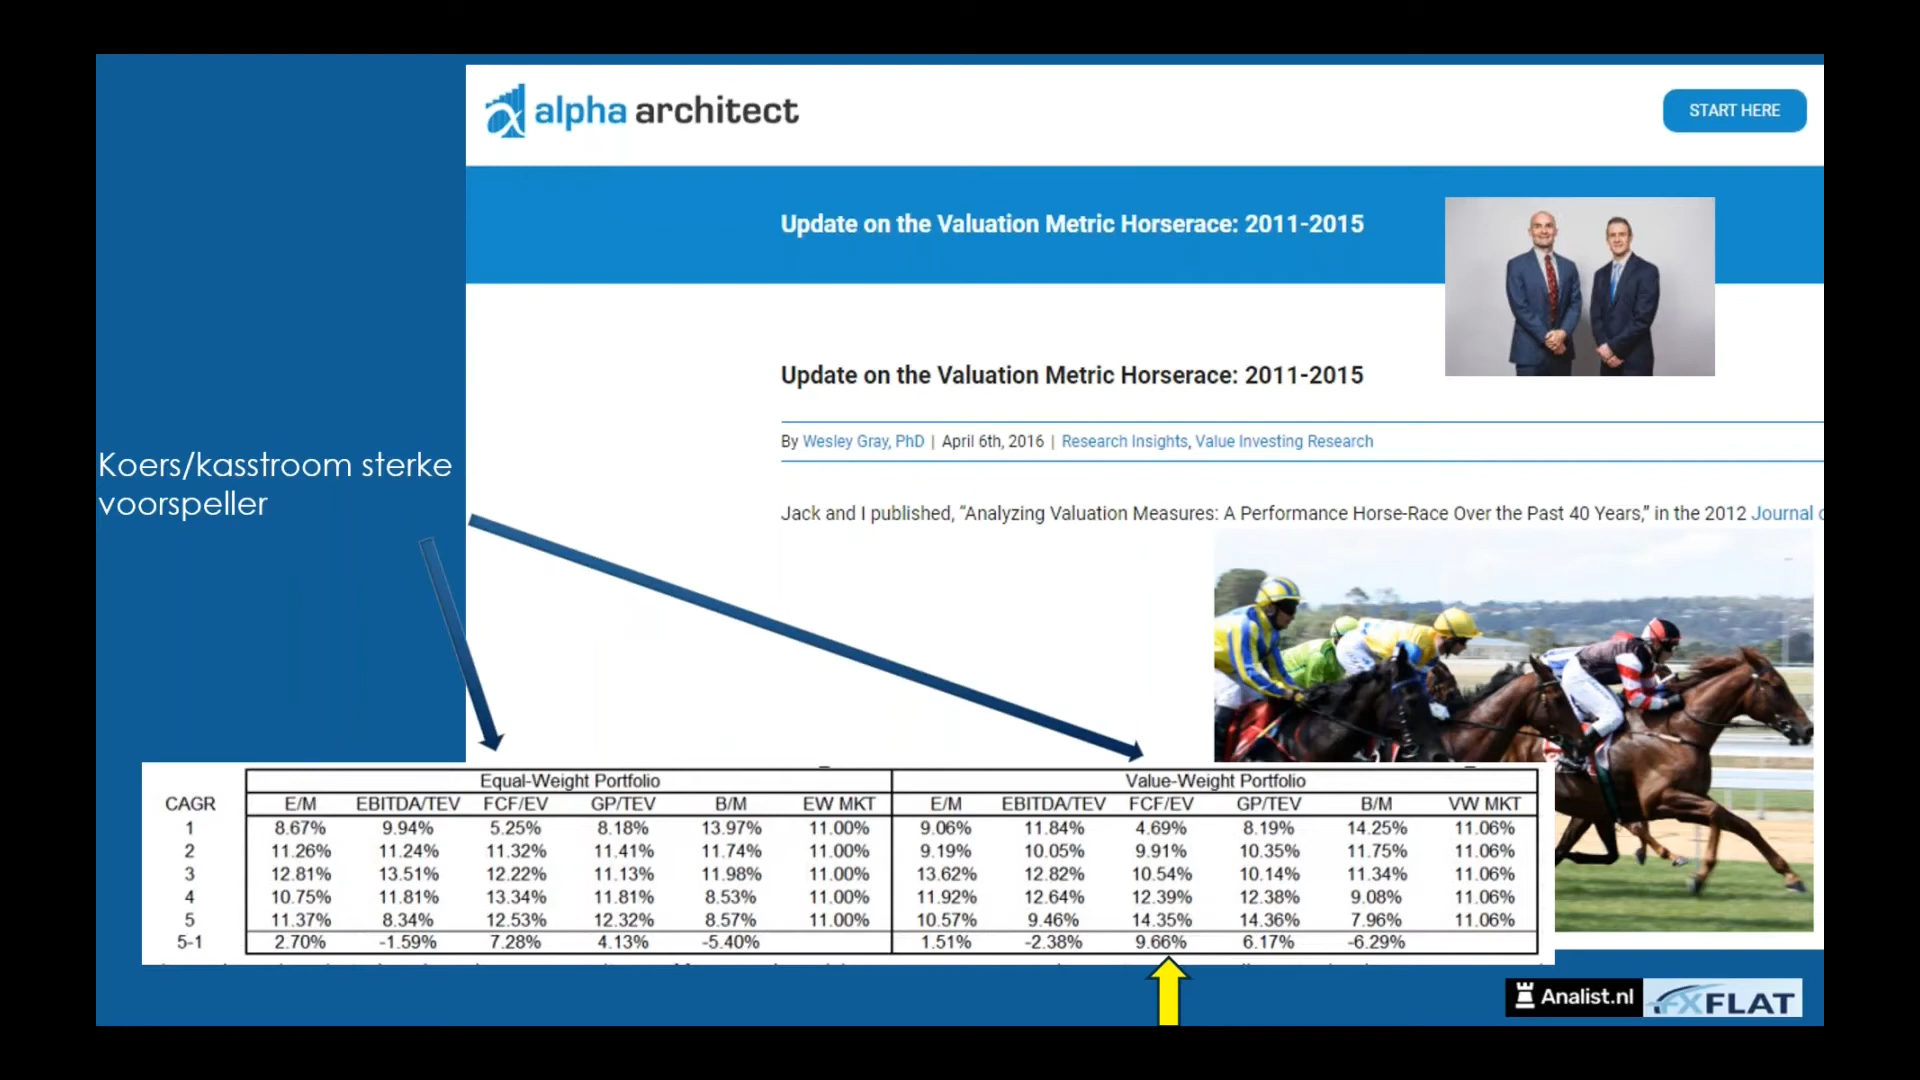 alpha architect
START HERE
Update on the Valuation Metric Horserace: 2011-2015
Update on the Valuation Metric Horserace: 2011-2015
By Wesley Gray, PhD | April 6th, 2016 | Research Insights, Value Investing Research
Koers/kasstroom sterke
voorspeller
Jack and I published, “Analyzing Valuation Measures: A Performance Horse-Race Over the Past 40 Years,” in the 2012 Journal
Equal-Weight Portfolio Value-Weight Portfolio
CAGR E/M EBITDA/TEV FCF/EV GP/TEV B/M EW MKT E/M EBITDA/TEV FCF/EV GP/TEV B/M VW MKT
1 8.67% 9.94% 5.25% 8.18% 13.97% 11.00% 9.06% 11.84% 4.69% 8.19% 14.25% 11.06%
2 11.26% 11.24% 11.32% 11.41% 11.74% 11.00% 9.19% 10.05% 9.91% 10.35% 11.75% 11.06%
3 12.81% 13.51% 12.22% 11.13% 11.98% 11.00% 13.62% 12.82% 10.54% 10.14% 11.34% 11.06%
4 10.75% 11.81% 13.34% 11.81% 8.53% 11.00% 11.92% 12.64% 12.39% 12.38% 9.08% 11.06%
5 11.37% 8.34% 12.53% 12.32% 8.57% 11.00% 10.57% 9.46% 14.35% 14.36% 7.96% 11.06%
5-1 2.70% -1.59% 7.28% 4.13% -5.40% 1.51% -2.38% 9.66% 6.17% -6.29%
Analist.nl FXFLAT